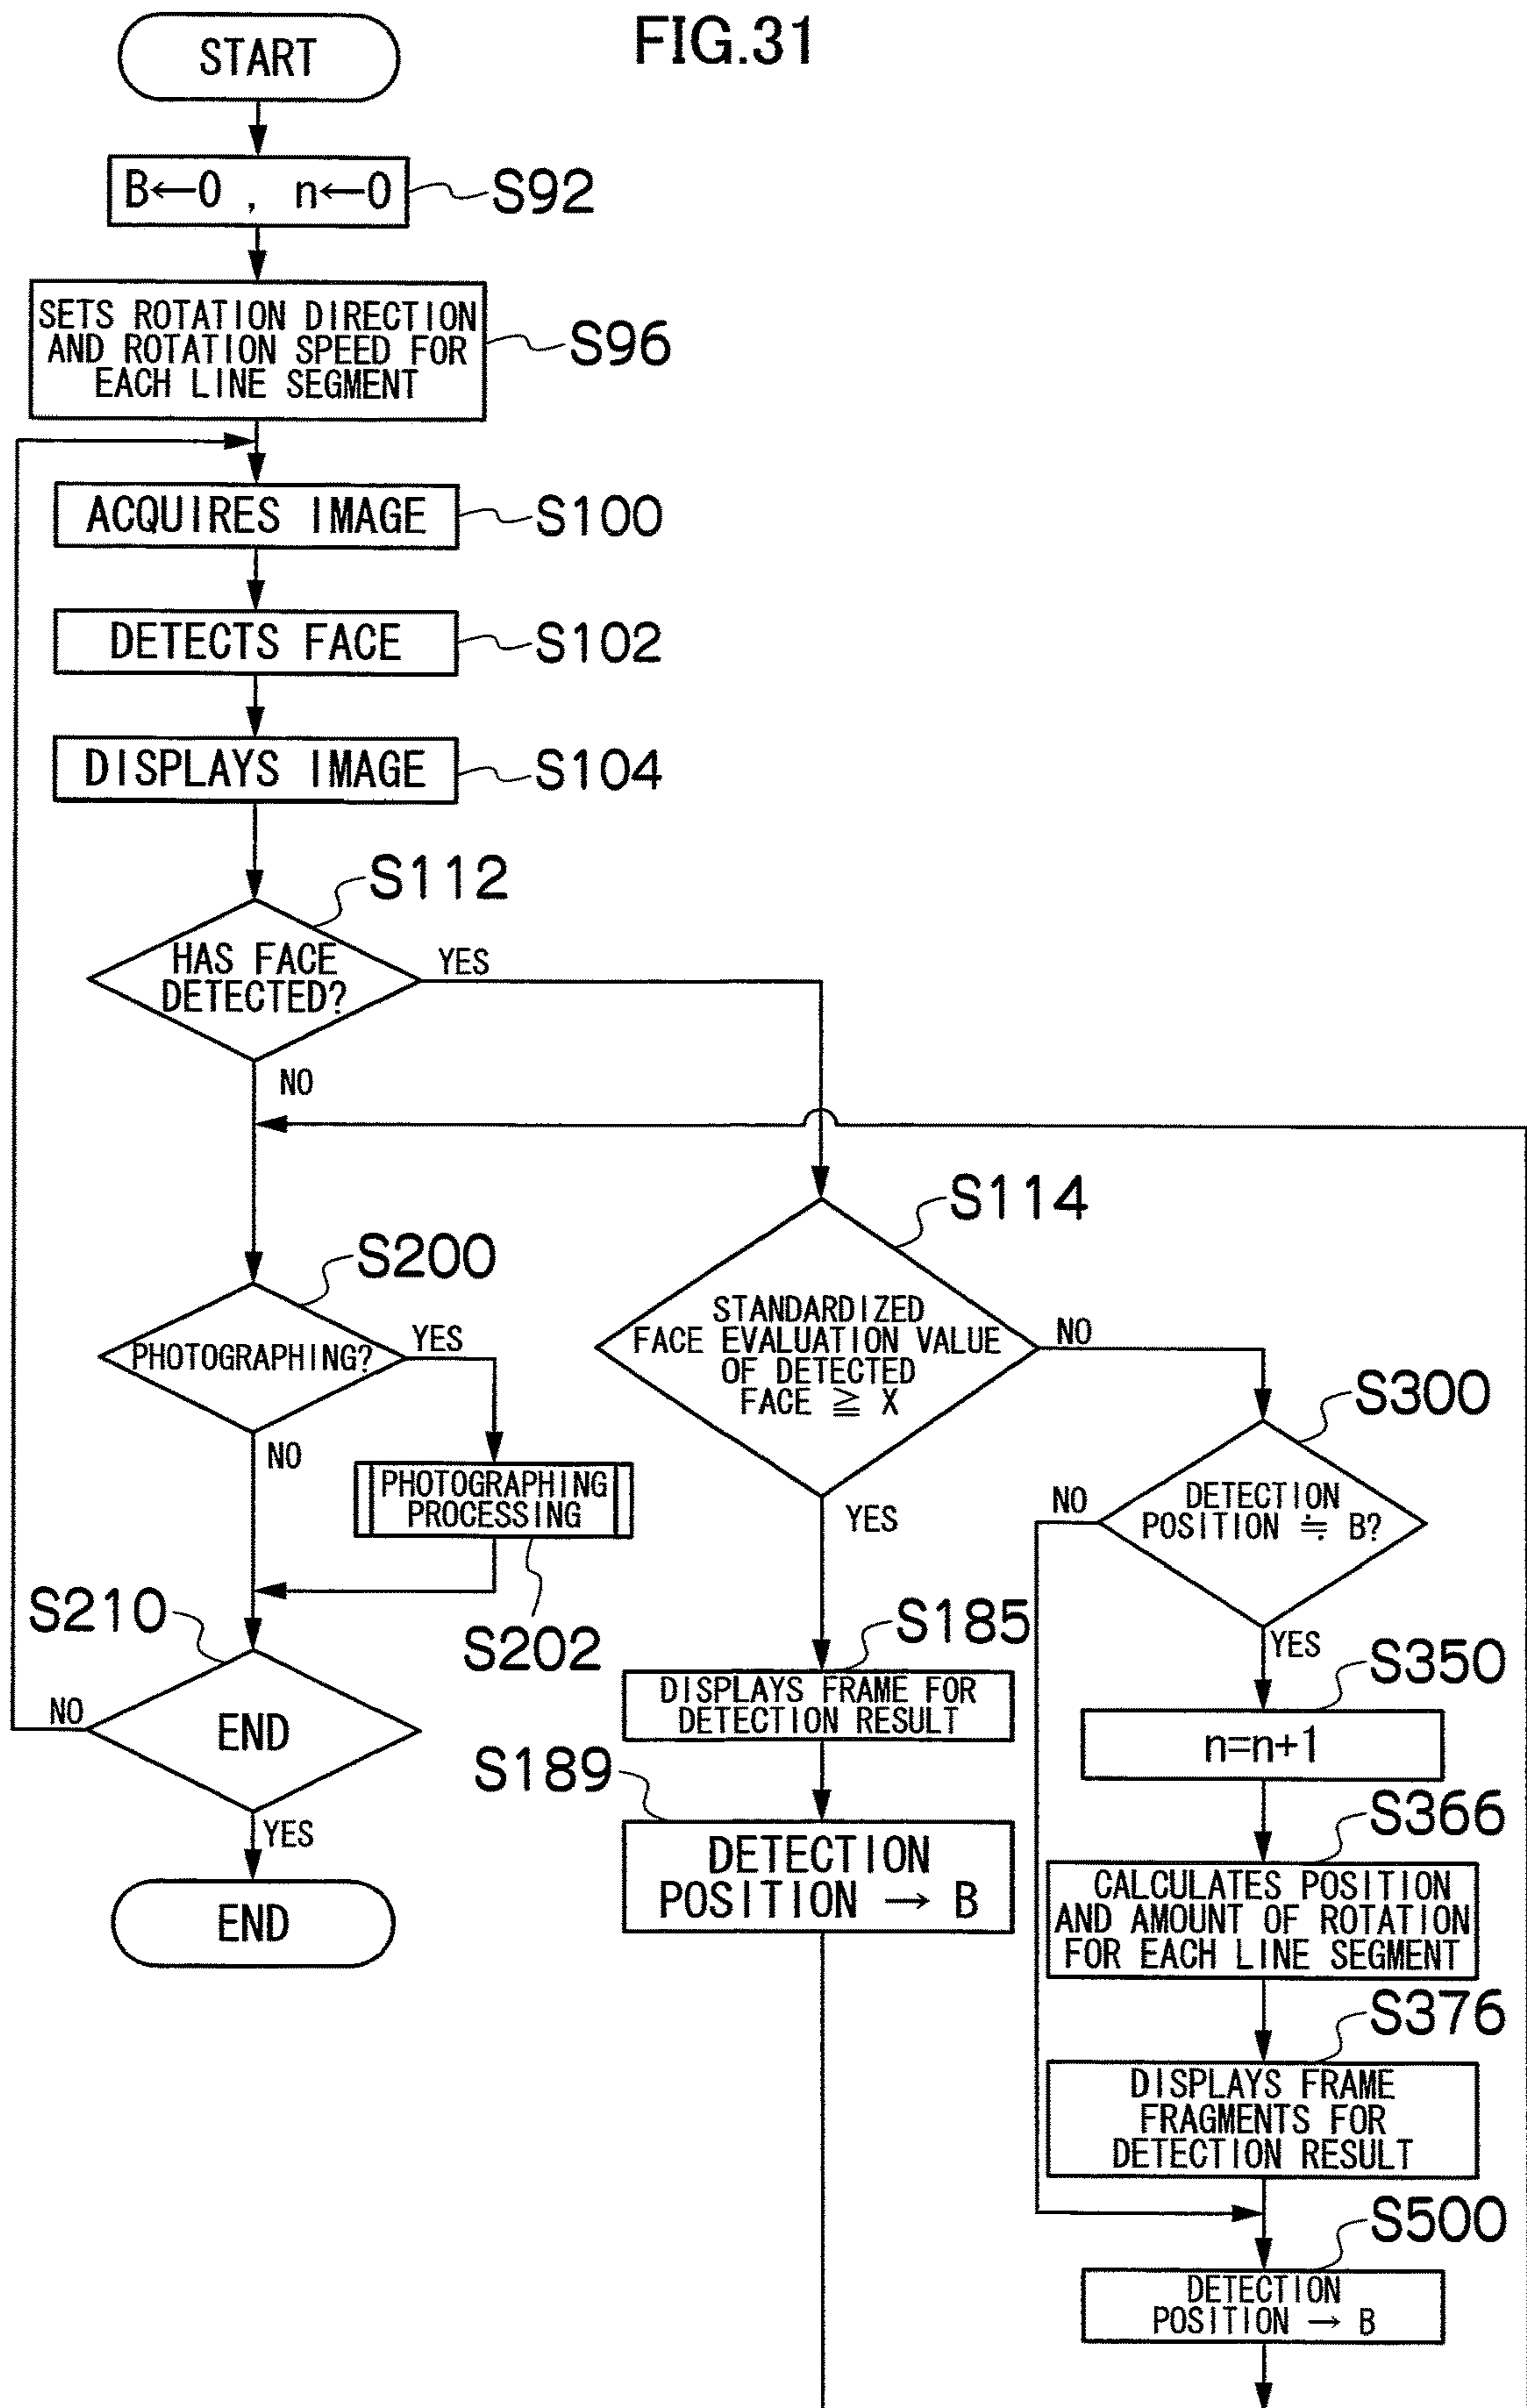 FIG.31
START
B←0 , n←0
S92
SETS ROTATION DIRECTION
AND ROTATION SPEED FOR
EACH LINE SEGMENT
S96
ACQUIRES IMAGE
S100
DETECTS FACE
S102
DISPLAYS IMAGE
S104
S112
HAS FACE
DETECTED?
YES
NO
S114
STANDARDIZED
FACE EVALUATION VALUE
OF DETECTED
FACE ≧ X
NO
YES
S200
PHOTOGRAPHING?
YES
NO
PHOTOGRAPHING
PROCESSING
S202
S210
END
NO
YES
END
S185
DISPLAYS FRAME FOR
DETECTION RESULT
S189
DETECTION
POSITION → B
S300
DETECTION
POSITION ≒ B?
NO
YES
S350
n=n+1
S366
CALCULATES POSITION
AND AMOUNT OF ROTATION
FOR EACH LINE SEGMENT
S376
DISPLAYS FRAME
FRAGMENTS FOR
DETECTION RESULT
S500
DETECTION
POSITION → B